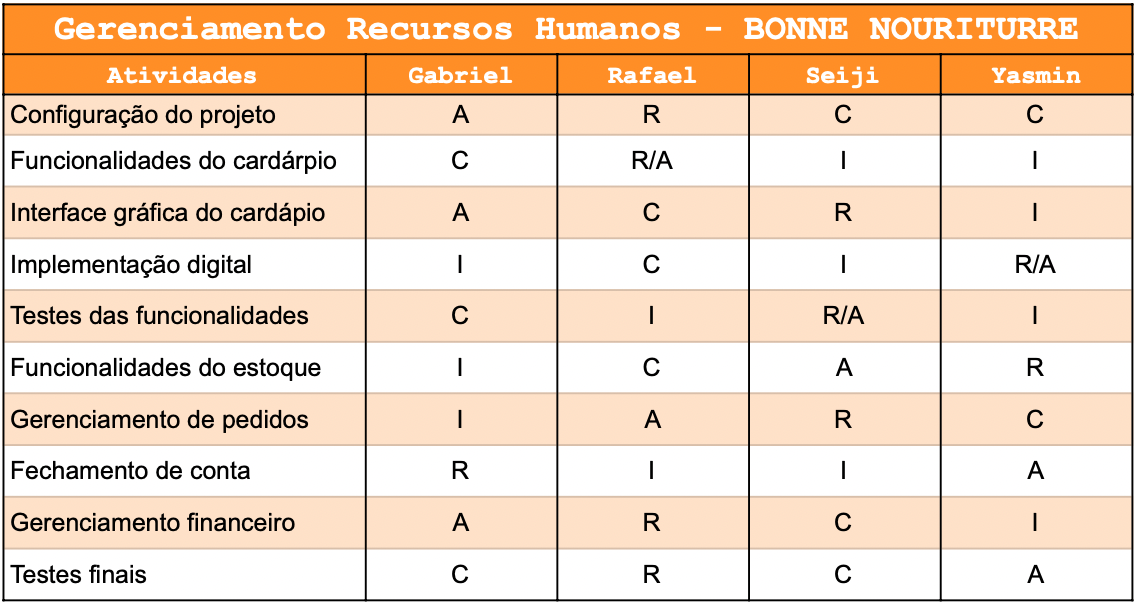 Gerenciamento Recursos Humanos - BONNE NOURITURRE
Atividades Gabriel Rafael Seiji Yasmin
Configuração do projeto A R C C
Funcionalidades do cardárpio C R/A I I
Interface gráfica do cardápio A C R I
Implementação digital I C I R/A
Testes das funcionalidades C I R/A I
Funcionalidades do estoque I C A R
Gerenciamento de pedidos I A R C
Fechamento de conta R I I A
Gerenciamento financeiro A R C I
Testes finais C R C A